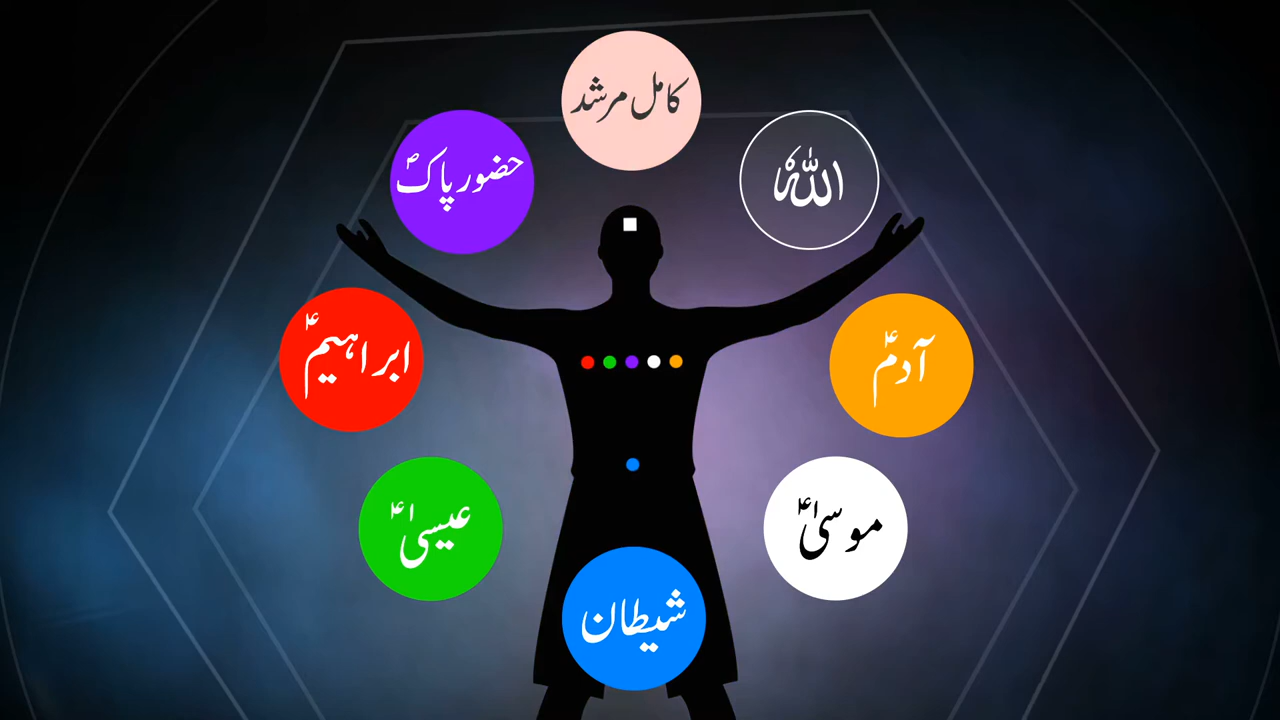 کامل مرشد
اللہ
حضور پاکؐ
آدمؑ
ابراہیمؑ
موسیٰؑ
عیسیٰؑ
شیطان